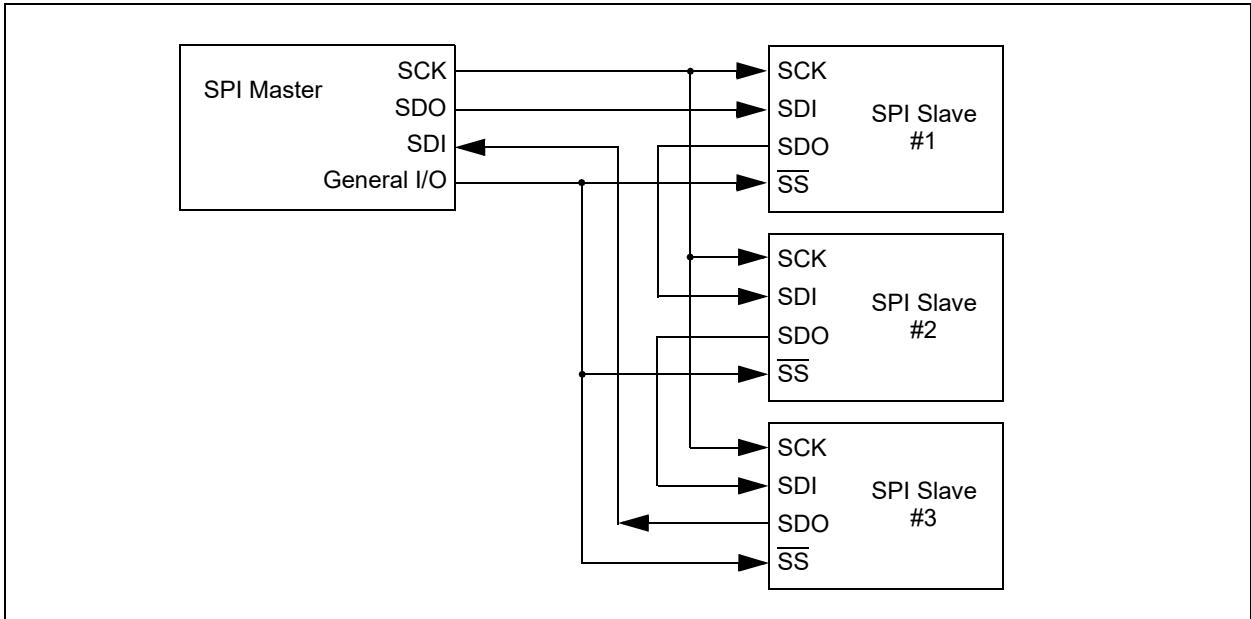 SPI Master
SCK
SDO
SDI
General I/O
SCK
SDI
SDO
SS
SPI Slave
#1
SCK
SDI
SDO
SS
SPI Slave
#2
SCK
SDI
SDO
SS
SPI Slave
#3